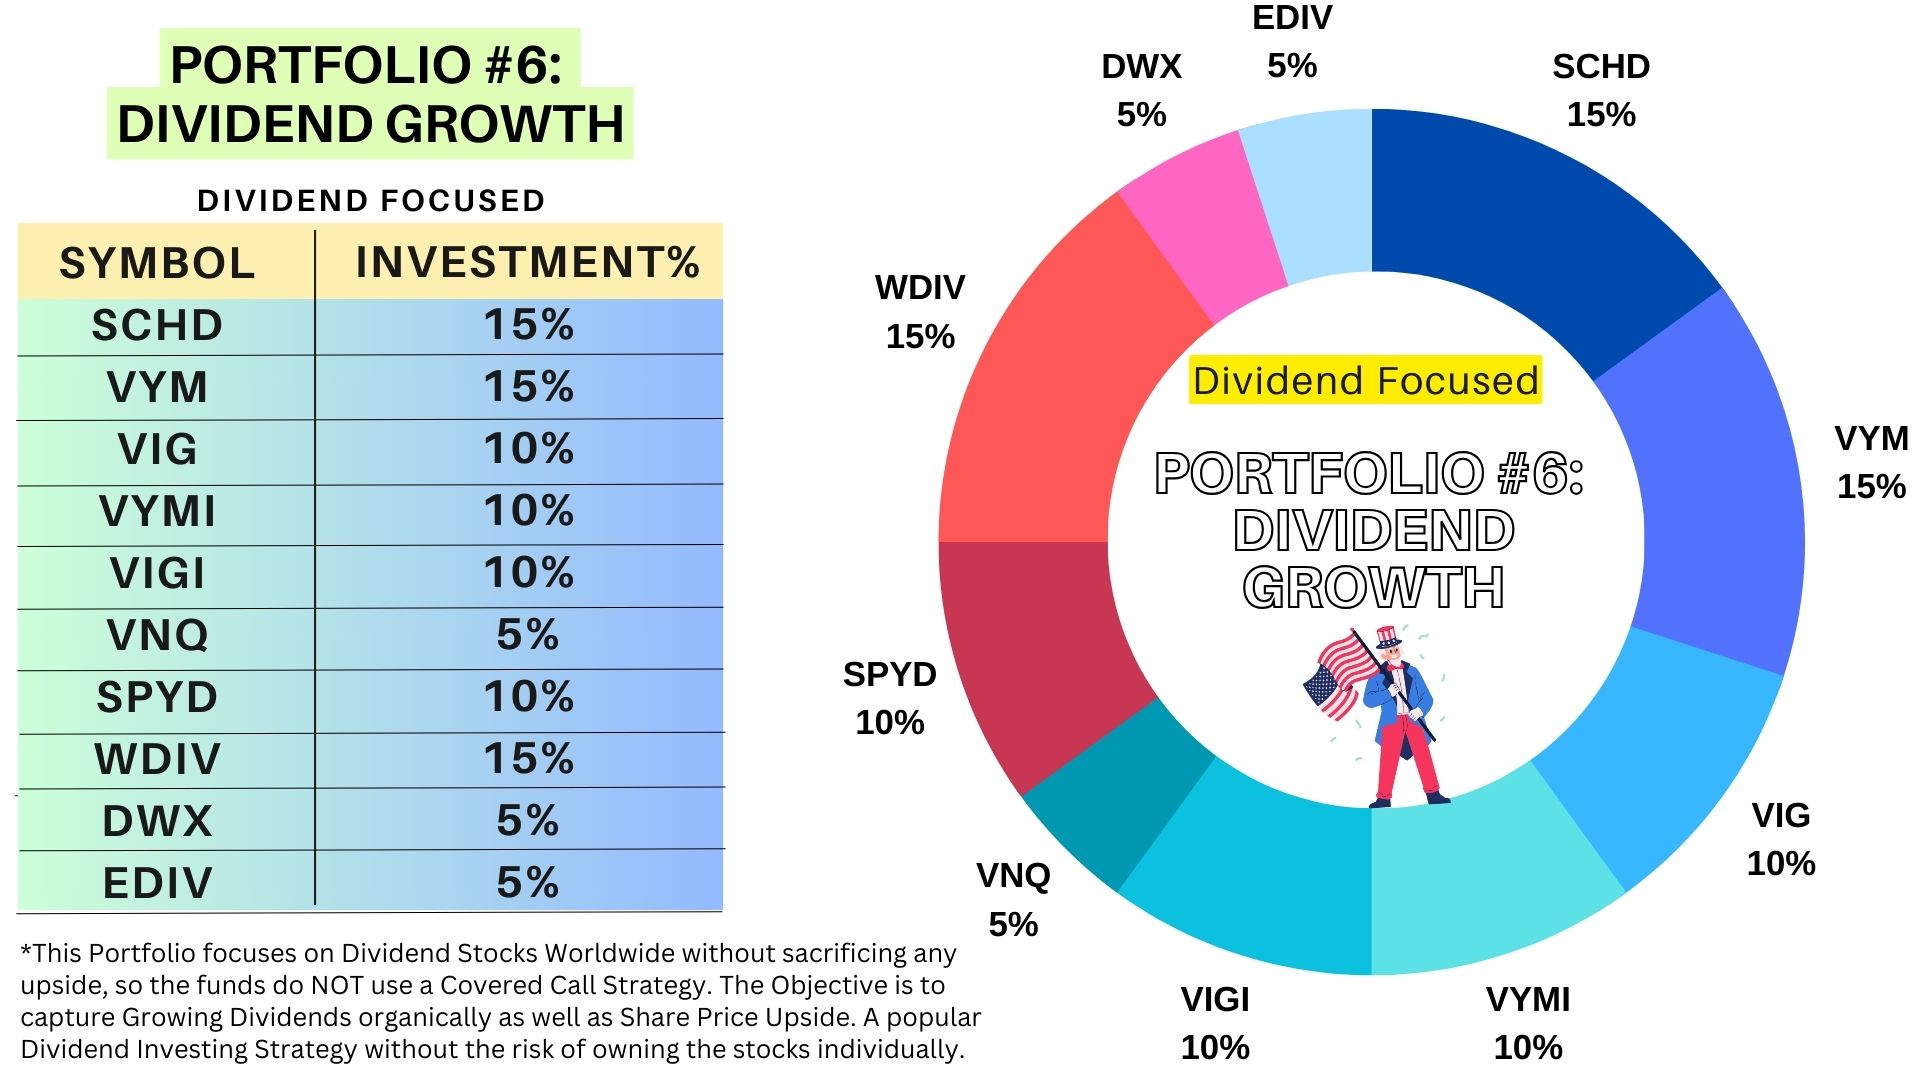 PORTFOLIO #6:
DIVIDEND GROWTH
DIVIDEND FOCUSED
SYMBOL INVESTMENT%
SCHD 15%
VYM 15%
VIG 10%
VYMI 10%
VIGI 10%
VNQ 5%
SPYD 10%
WDIV 15%
DWX 5%
EDIV 5%
*This Portfolio focuses on Dividend Stocks Worldwide without sacrificing any
upside, so the funds do NOT use a Covered Call Strategy. The Objective is to
capture Growing Dividends organically as well as Share Price Upside. A popular
Dividend Investing Strategy without the risk of owning the stocks individually.
EDIV
5%
SCHD
15%
VYM
15%
VIG
10%
VYMI
10%
VIGI
10%
VNQ
5%
SPYD
10%
WDIV
15%
DWX
5%
Dividend Focused
PORTFOLIO #6:
DIVIDEND
GROWTH